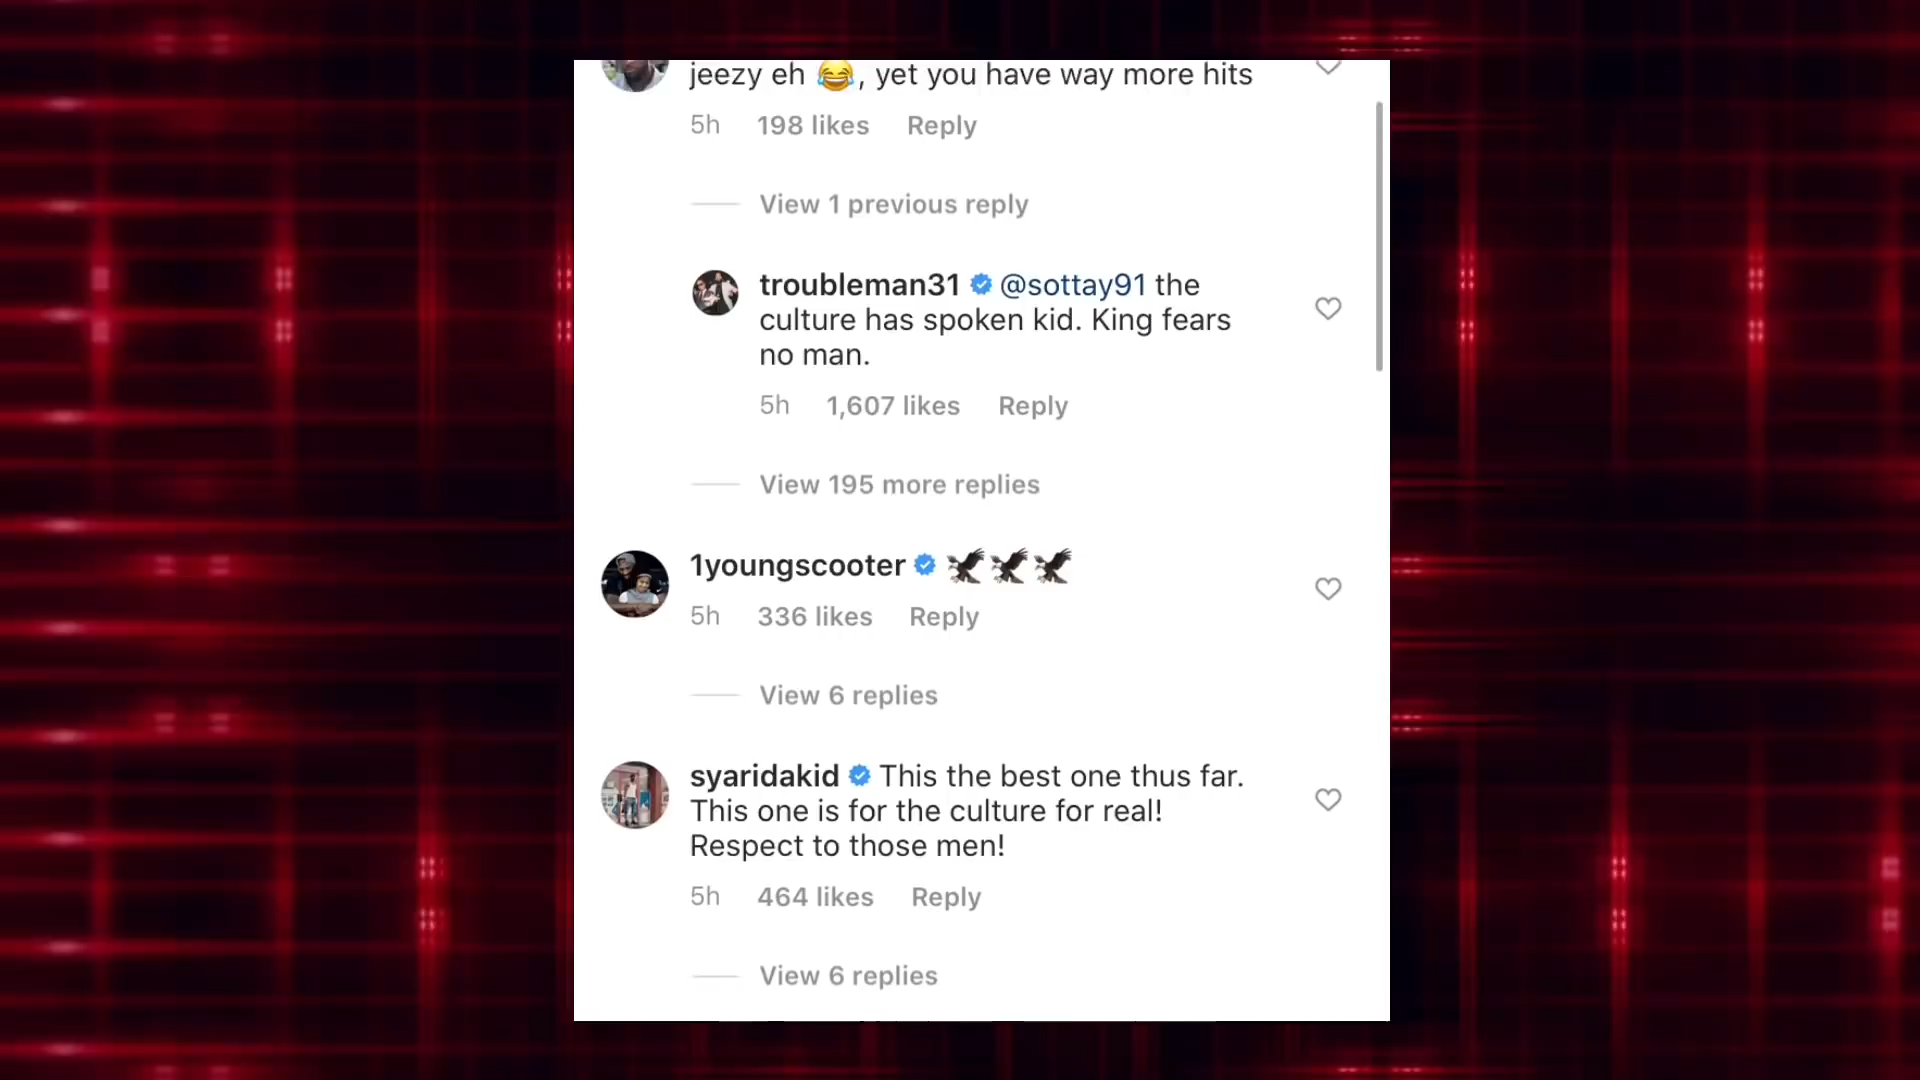 jeezy eh 😂, yet you have way more hits
5h 198 likes Reply
View 1 previous reply
troubleman31 @sottay91 the
culture has spoken kid. King fears
no man.
5h 1,607 likes Reply
View 195 more replies
1youngscooter 🦅🦅🦅
5h 336 likes Reply
View 6 replies
syaridakid This the best one thus far.
This one is for the culture for real!
Respect to those men!
5h 464 likes Reply
View 6 replies